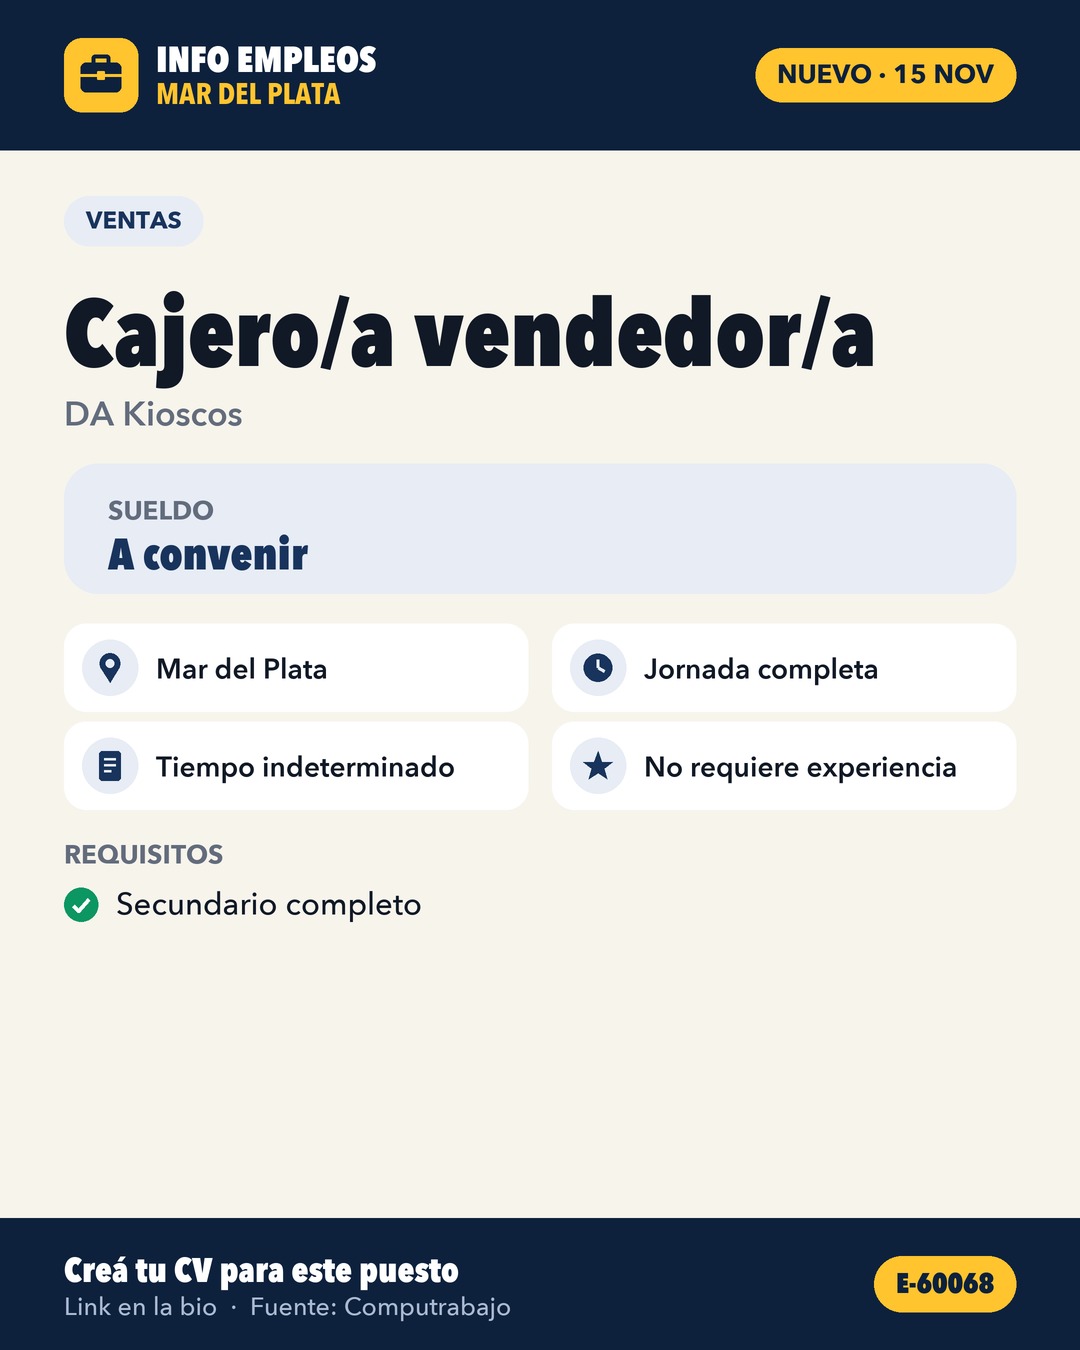 INFO EMPLEOS
MAR DEL PLATA
NUEVO · 15 NOV
VENTAS
Cajero/a vendedor/a
DA Kioscos
SUELDO
A convenir
Mar del Plata
Jornada completa
Tiempo indeterminado
No requiere experiencia
REQUISITOS
Secundario completo
Creá tu CV para este puesto
Link en la bio · Fuente: Computrabajo
E-60068